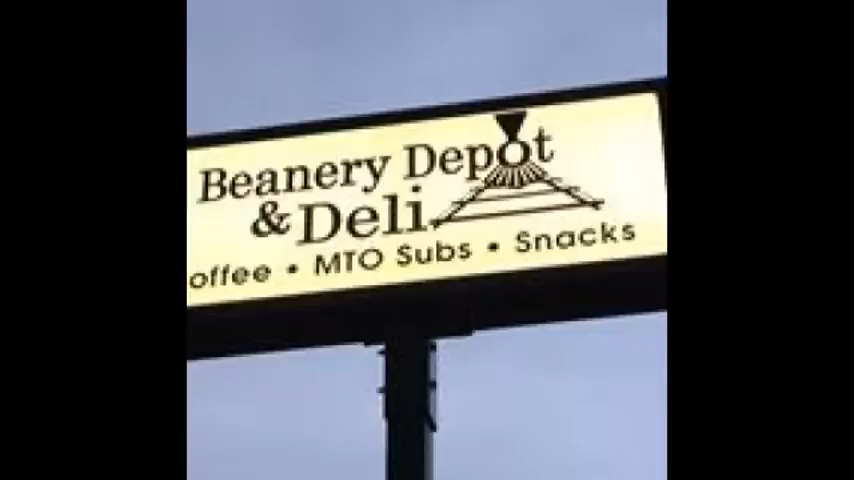 Beanery Depot
& Deli
offee • MTO Subs • Snacks